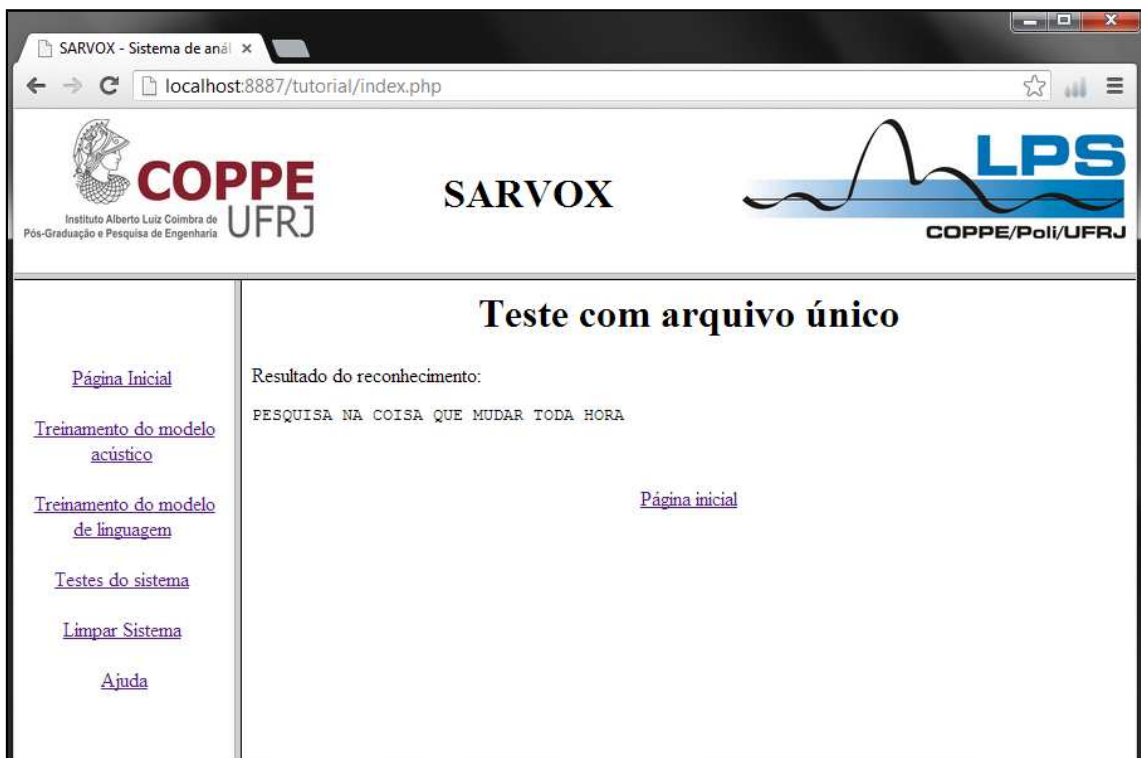 SARVOX - Sistema de anál
localhost:8887/tutorial/index.php
COPPE
UFRJ
Instituto Alberto Luiz Coimbra de
Pós-Graduação e Pesquisa de Engenharia
SARVOX
LPS
COPPE/Poli/UFRJ
Página Inicial
Treinamento do modelo
acústico
Treinamento do modelo
de linguagem
Testes do sistema
Limpar Sistema
Ajuda
Teste com arquivo único
Resultado do reconhecimento:
PESQUISA NA COISA QUE MUDAR TODA HORA
Página inicial